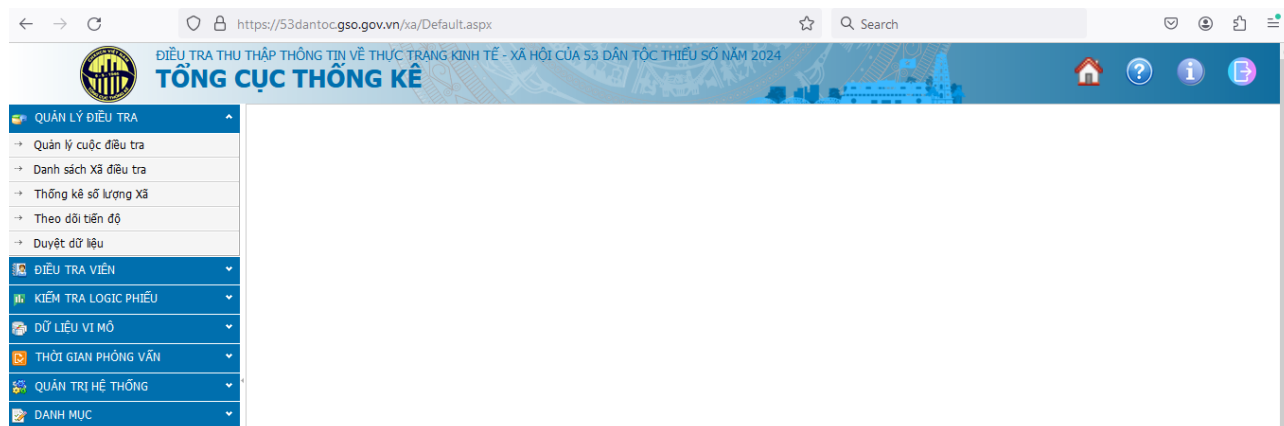 https://53dantoc.gso.gov.vn/xa/Default.aspx
Search
ĐIỀU TRA THU THẬP THÔNG TIN VỀ THỰC TRẠNG KINH TẾ - XÃ HỘI CỦA 53 DÂN TỘC THIỂU SỐ NĂM 2024
TỔNG CỤC THỐNG KÊ
QUẢN LÝ ĐIỀU TRA
Quản lý cuộc điều tra
Danh sách Xã điều tra
Thống kê số lượng Xã
Theo dõi tiến độ
Duyệt dữ liệu
ĐIỀU TRA VIÊN
KIỂM TRA LOGIC PHIẾU
DỮ LIỆU VI MÔ
THỜI GIAN PHỎNG VẤN
QUẢN TRỊ HỆ THỐNG
DANH MỤC